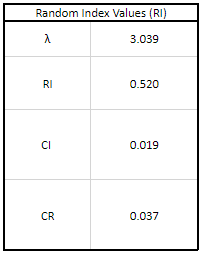 Random Index Values (RI)
λ 3.039
RI 0.520
CI 0.019
CR 0.037